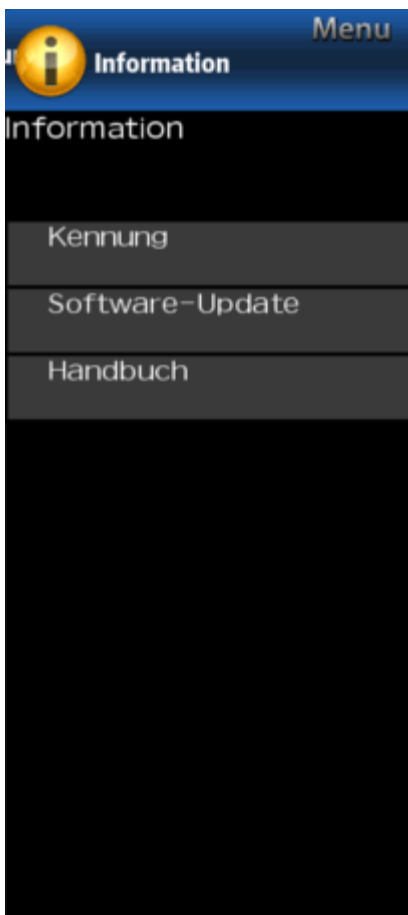 Menu
Information
Information
Kennung
Software-Update
Handbuch